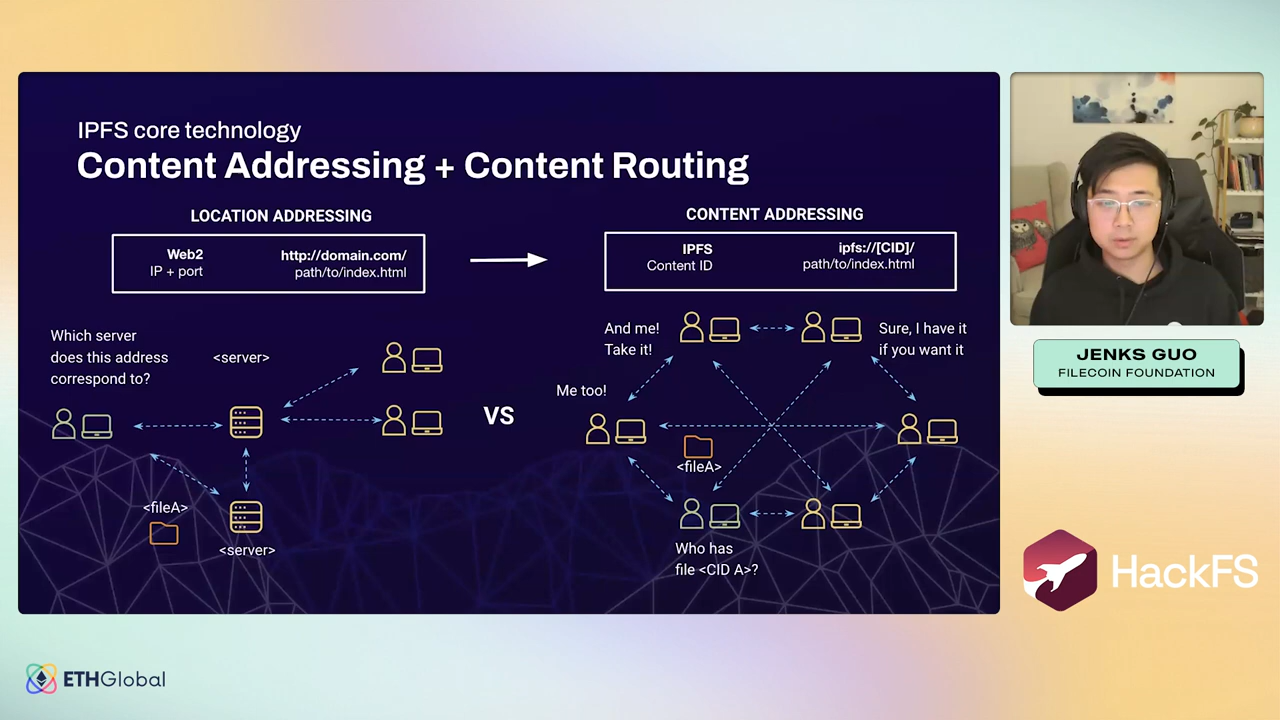 IPFS core technology
Content Addressing + Content Routing
LOCATION ADDRESSING
Web2
IP + port
http://domain.com/
path/to/index.html
CONTENT ADDRESSING
IPFS
Content ID
ipfs://[CID]/
path/to/index.html
Which server
does this address
correspond to?
<server>
<fileA>
<server>
VS
And me!
Take it!
Sure, I have it
if you want it
Me too!
<fileA>
Who has
file <CID A>?
JENKS GUO
FILECOIN FOUNDATION
HackFS
ETHGlobal